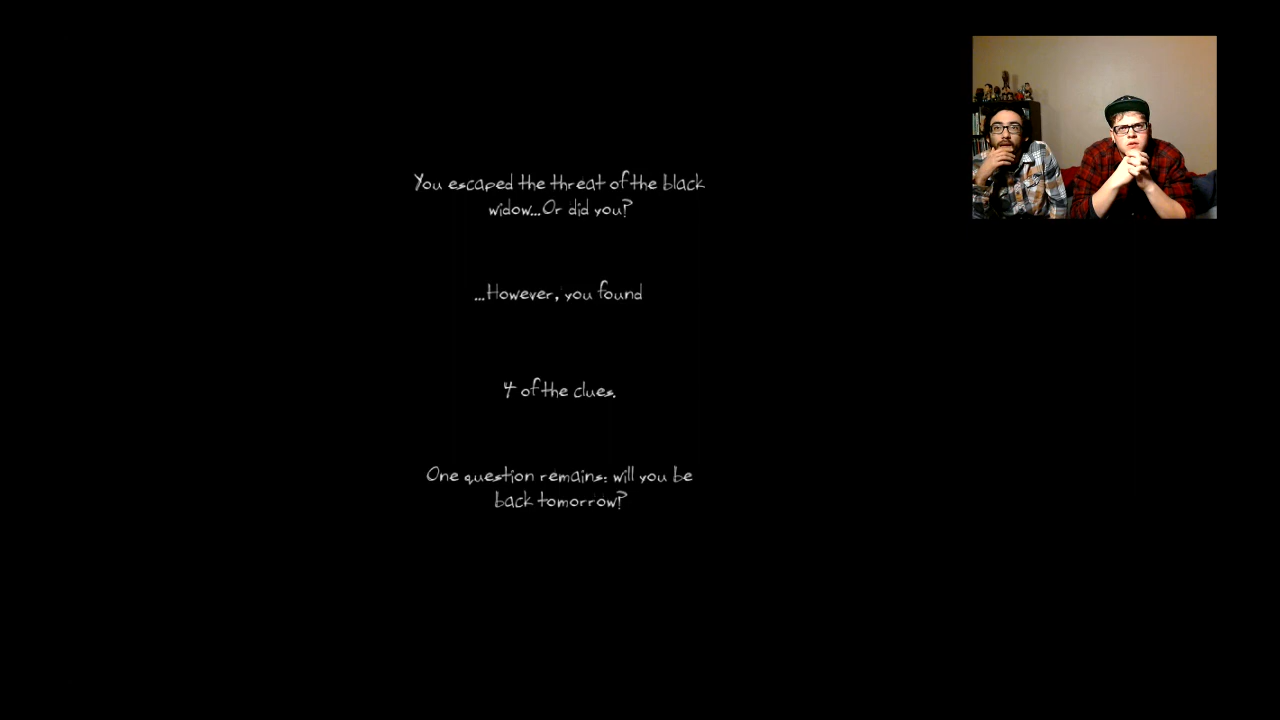 You escaped the threat of the black
widow...Or did you?
...However, you found
4 of the clues.
One question remains: will you be
back tomorrow?